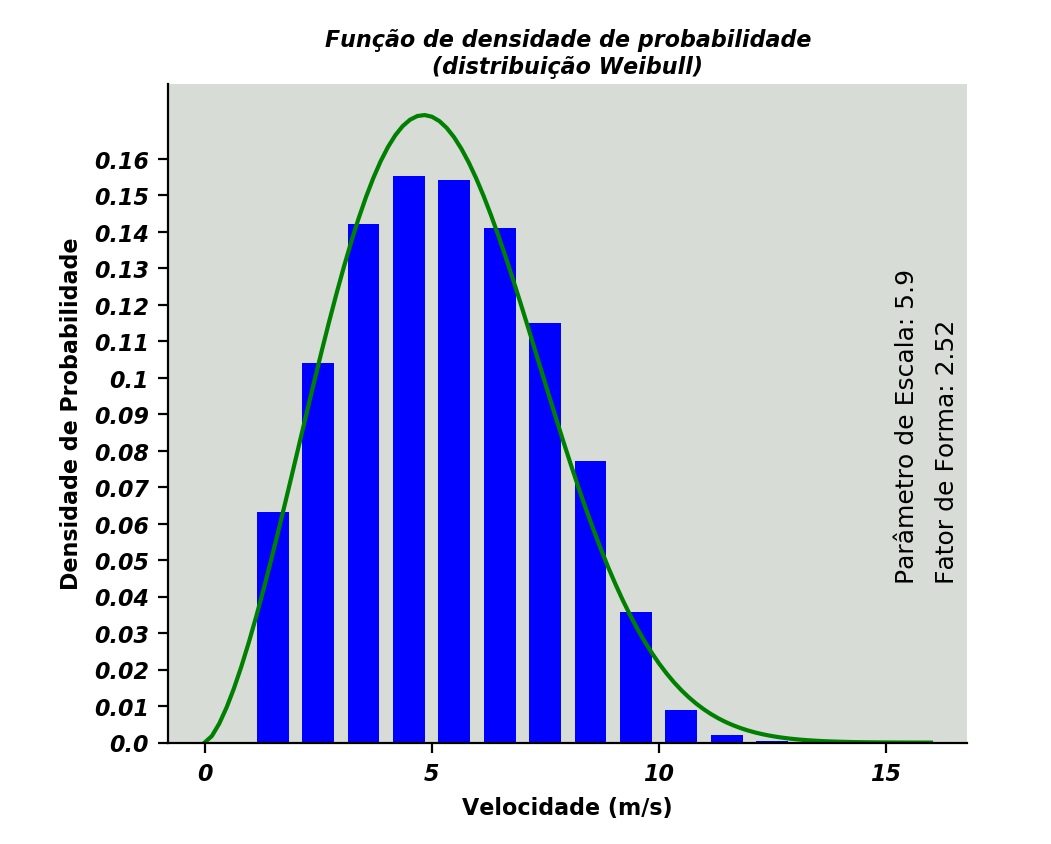 Função de densidade de probabilidade
(distribuição Weibull)
Densidade de Probabilidade
0.16
0.15
0.14
0.13
0.12
0.11
0.1
0.09
0.08
0.07
0.06
0.05
0.04
0.03
0.02
0.01
0.0
Parâmetro de Escala: 5.9
Fator de Forma: 2.52
0 5 10 15
Velocidade (m/s)